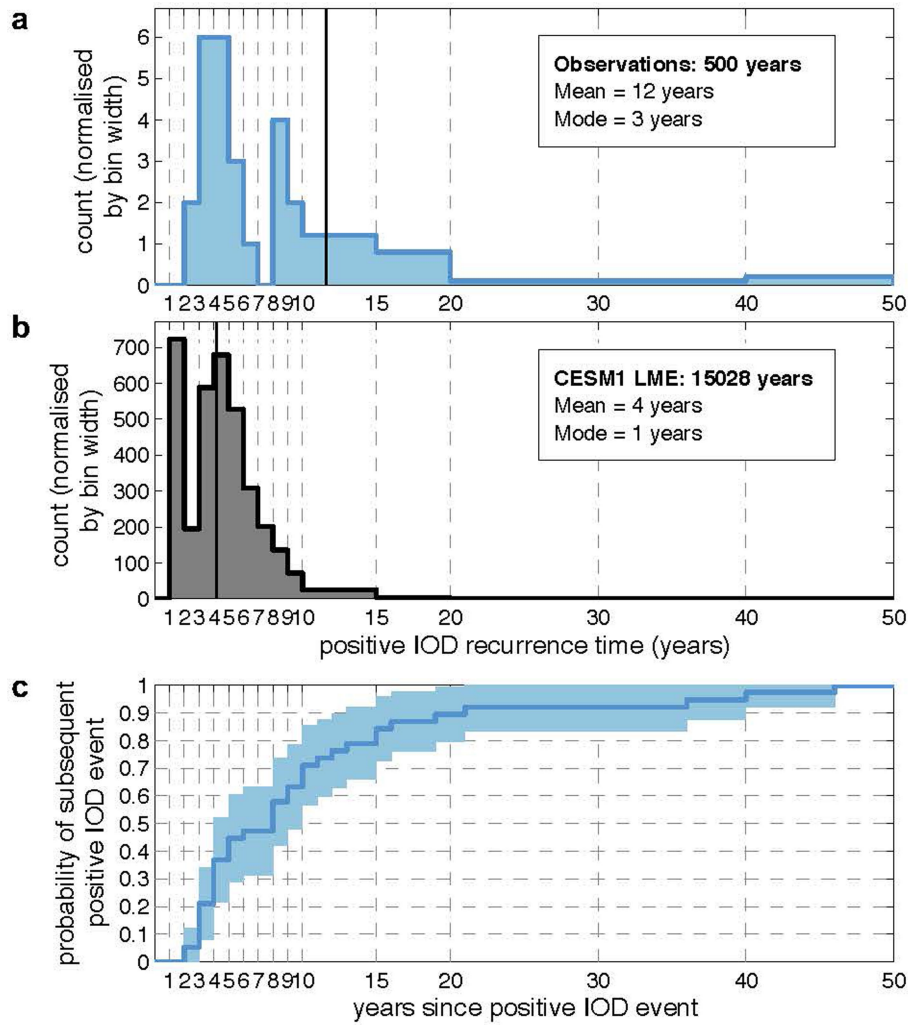 a
count (normalised
by bin width)
6
5
4
3
2
1
0
Observations: 500 years
Mean = 12 years
Mode = 3 years
1 2 3 4 5 6 7 8 9 10 15 20 30 40 50
b
count (normalised
by bin width)
700
600
500
400
300
200
100
0
CESM1 LME: 15028 years
Mean = 4 years
Mode = 1 years
1 2 3 4 5 6 7 8 9 10 15 20 30 40 50
positive IOD recurrence time (years)
c
probability of subsequent
positive IOD event
1
0.9
0.8
0.7
0.6
0.5
0.4
0.3
0.2
0.1
0
1 2 3 4 5 6 7 8 9 10 15 20 30 40 50
years since positive IOD event